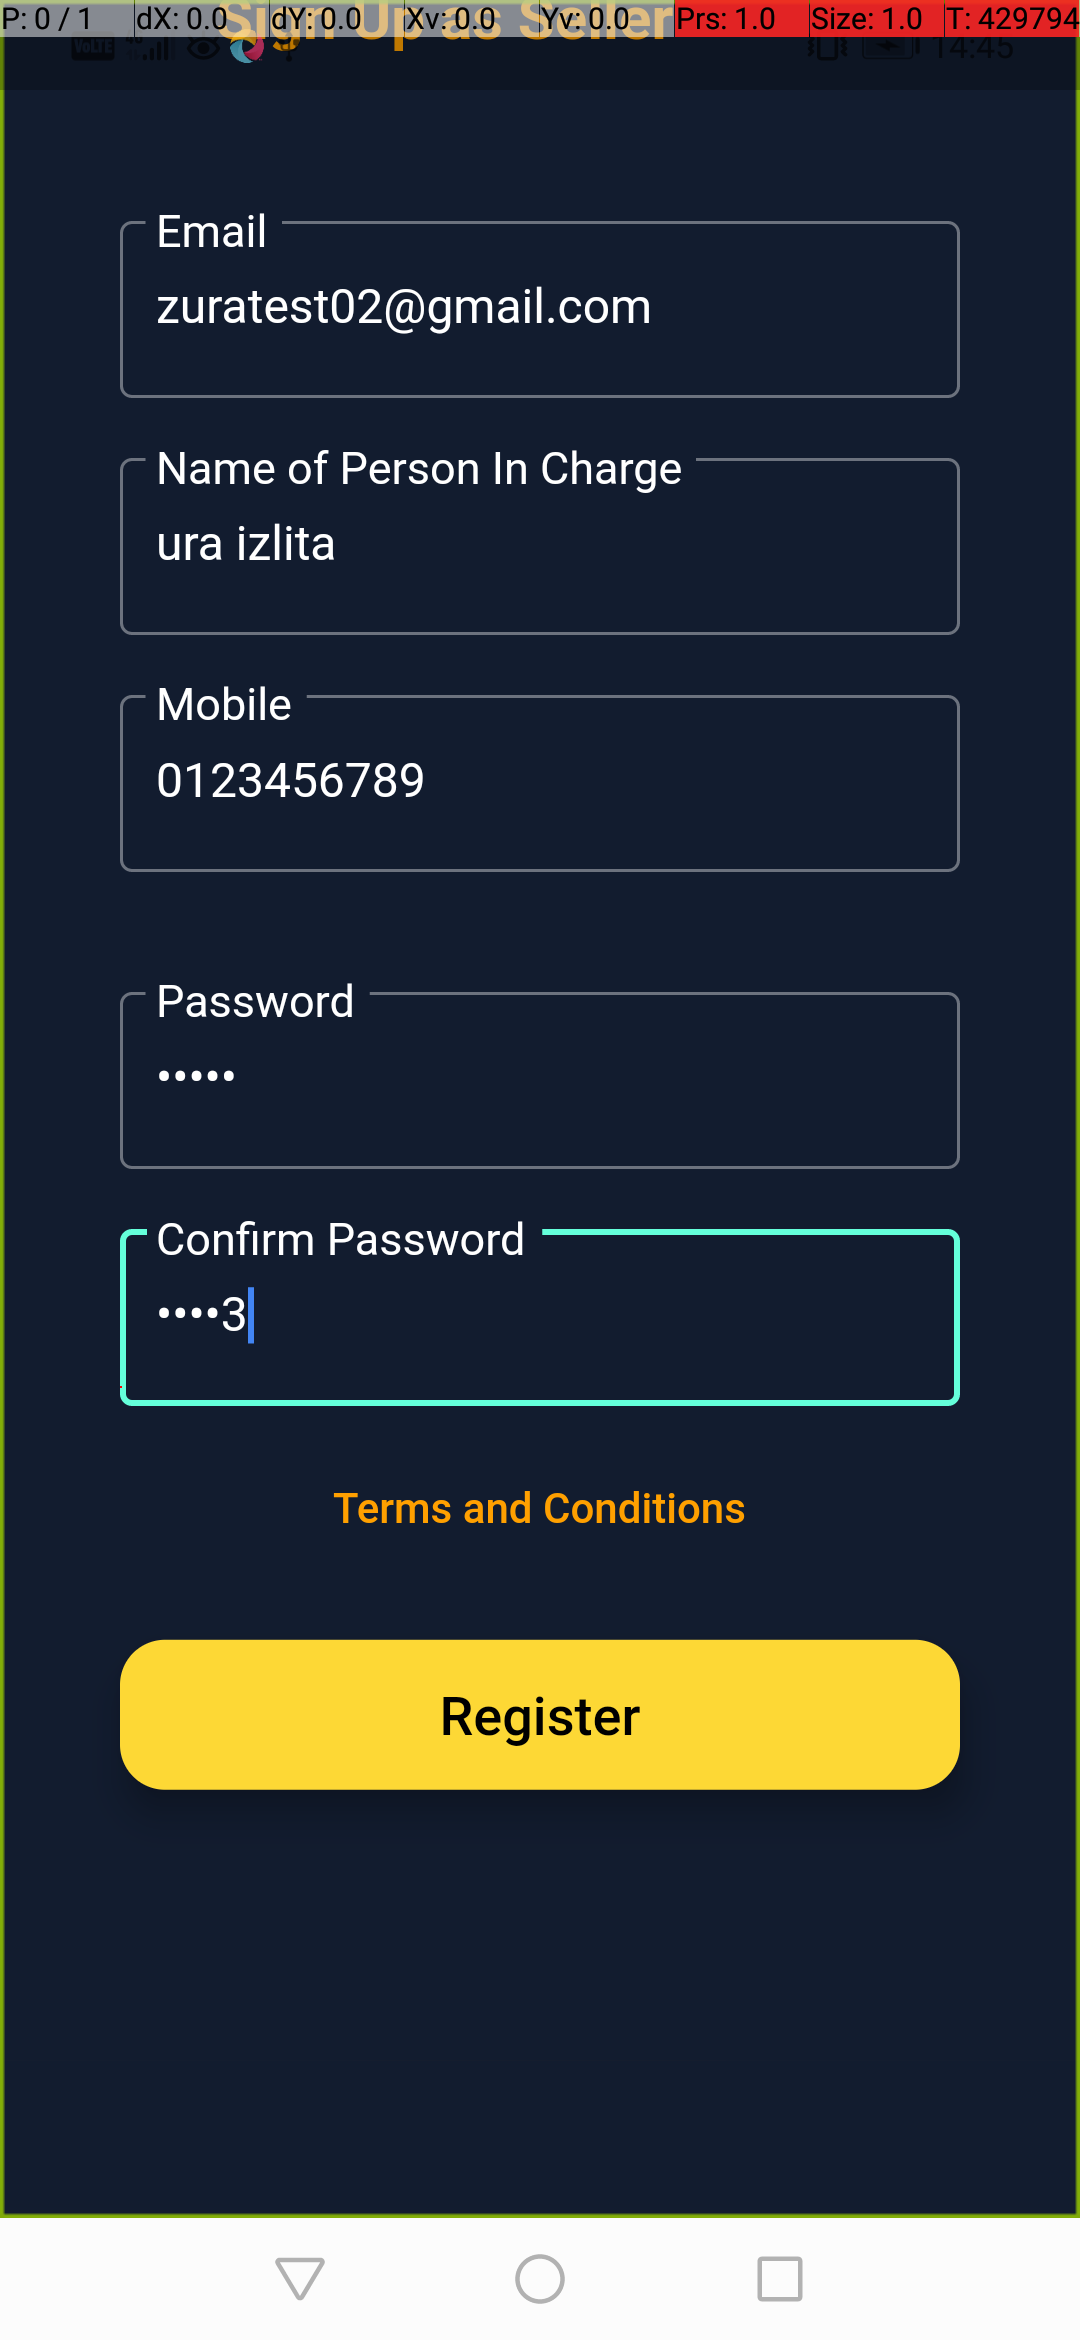 P: 0 / 1 dX: 0.0 dY: 0.0 Xv: 0.0 Yv: 0.0 Prs: 1.0 Size: 1.0 T: 429794
Sign Up as Seller
VoLTE 14:45
Email
zuratest02@gmail.com
Name of Person In Charge
ura izlita
Mobile
0123456789
Password
•••••
Confirm Password
••••3
Terms and Conditions
Register